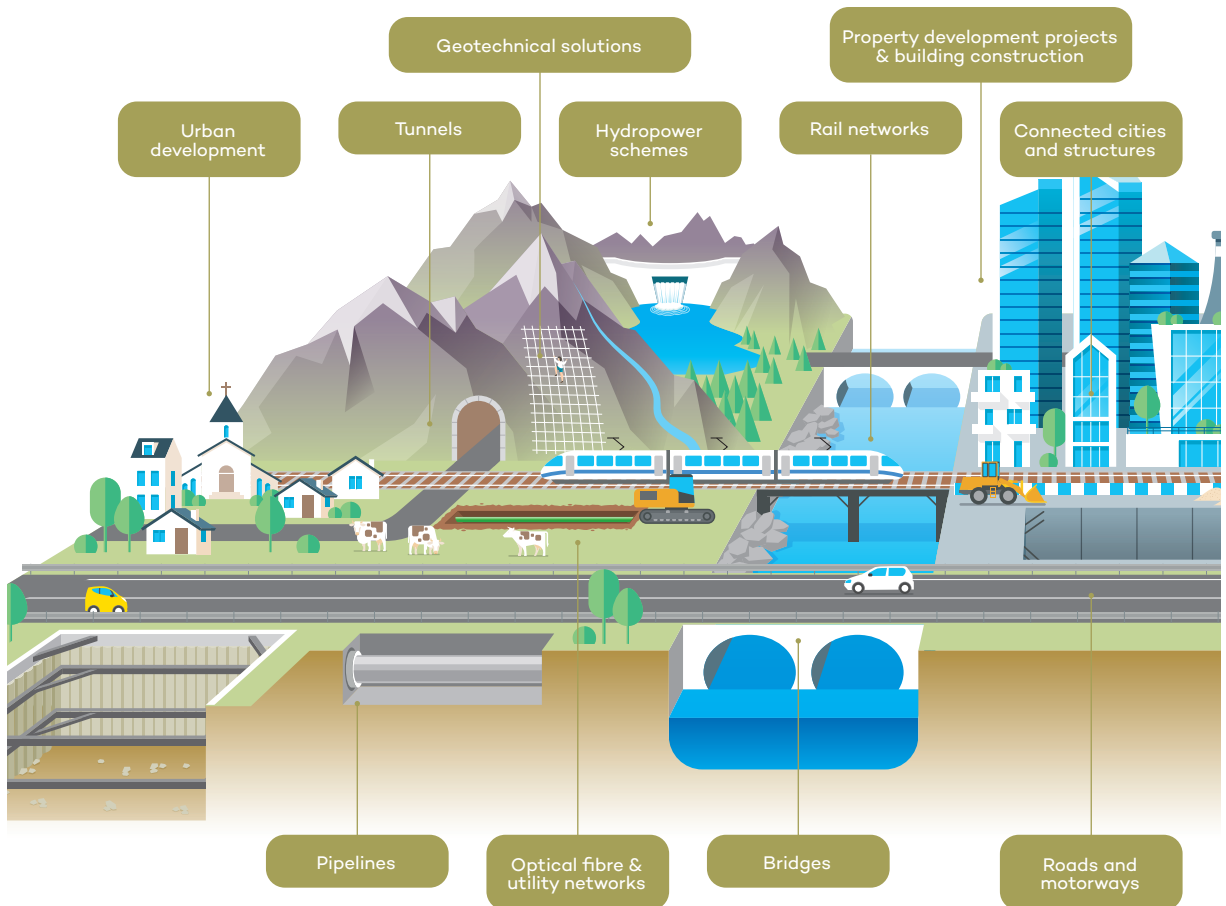 Geotechnical solutions
Property development projects
& building construction
Urban
development
Tunnels
Hydropower
schemes
Rail networks
Connected cities
and structures
Pipelines
Optical fibre &
utility networks
Bridges
Roads and
motorways